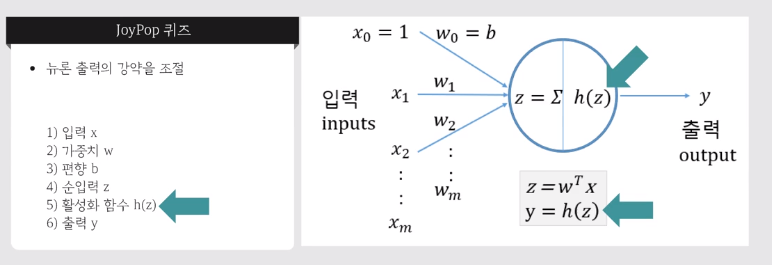 JoyPop 퀴즈
• 뉴런 출력의 강약을 조절
1) 입력 x
2) 가중치 w
3) 편향 b
4) 순입력 z
5) 활성화 함수 h(z)
6) 출력 y
x₀ = 1 w₀ = b
입력
inputs
x₁ w₁
x₂ w₂
⋮ ⋮
xₘ wₘ
z = Σ h(z)
y
출력
output
z = wᵀx
y = h(z)